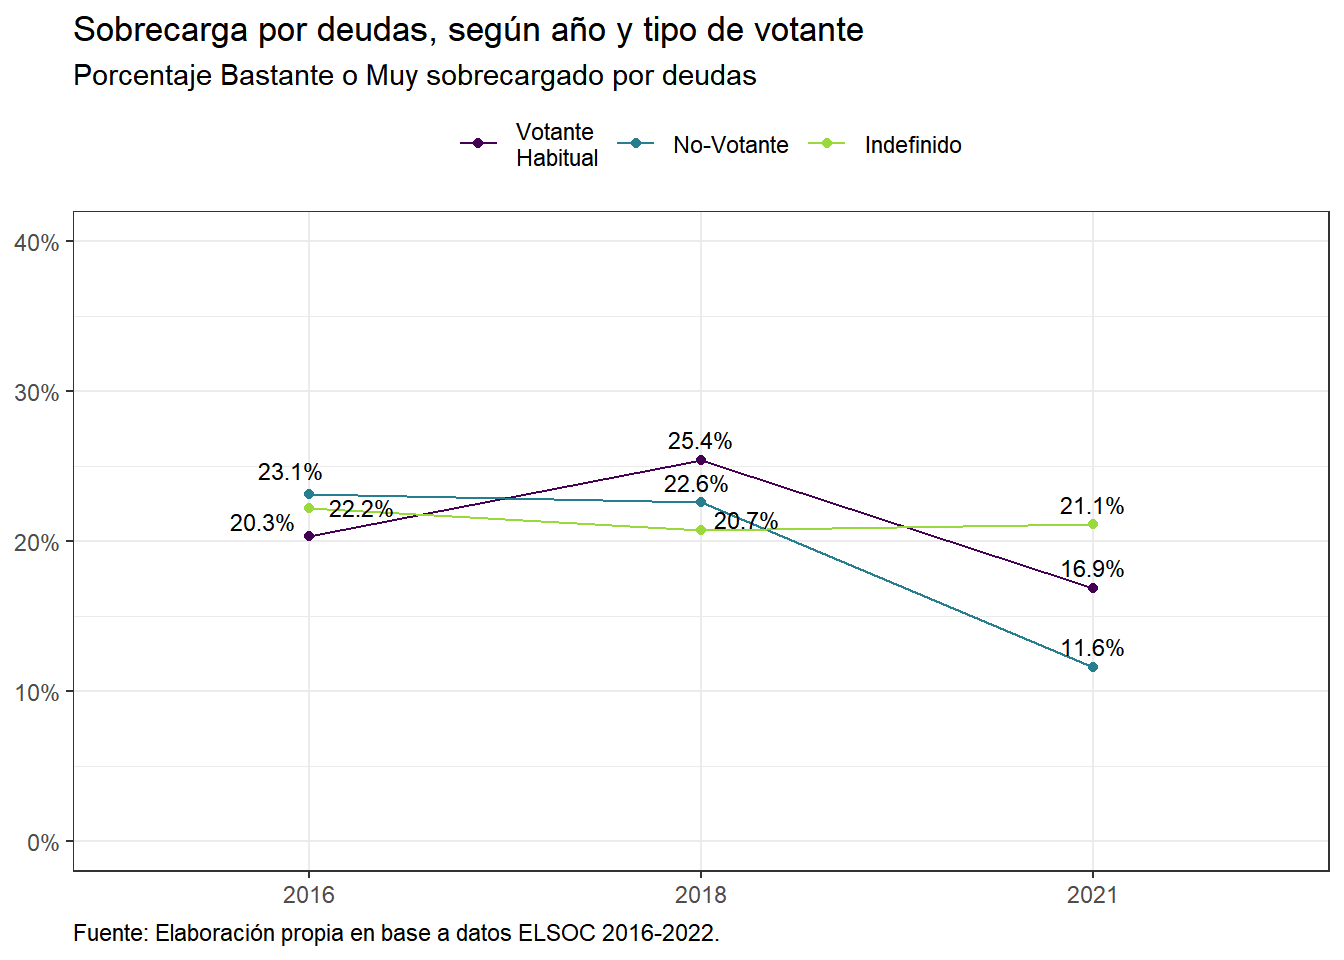 Sobrecarga por deudas, según año y tipo de votante
Porcentaje Bastante o Muy sobrecargado por deudas
Votante
Habitual
No-Votante
Indefinido
40%
30%
20%
10%
0%
23.1%
22.2%
20.3%
25.4%
22.6%
20.7%
21.1%
16.9%
11.6%
2016
2018
2021
Fuente: Elaboración propia en base a datos ELSOC 2016-2022.